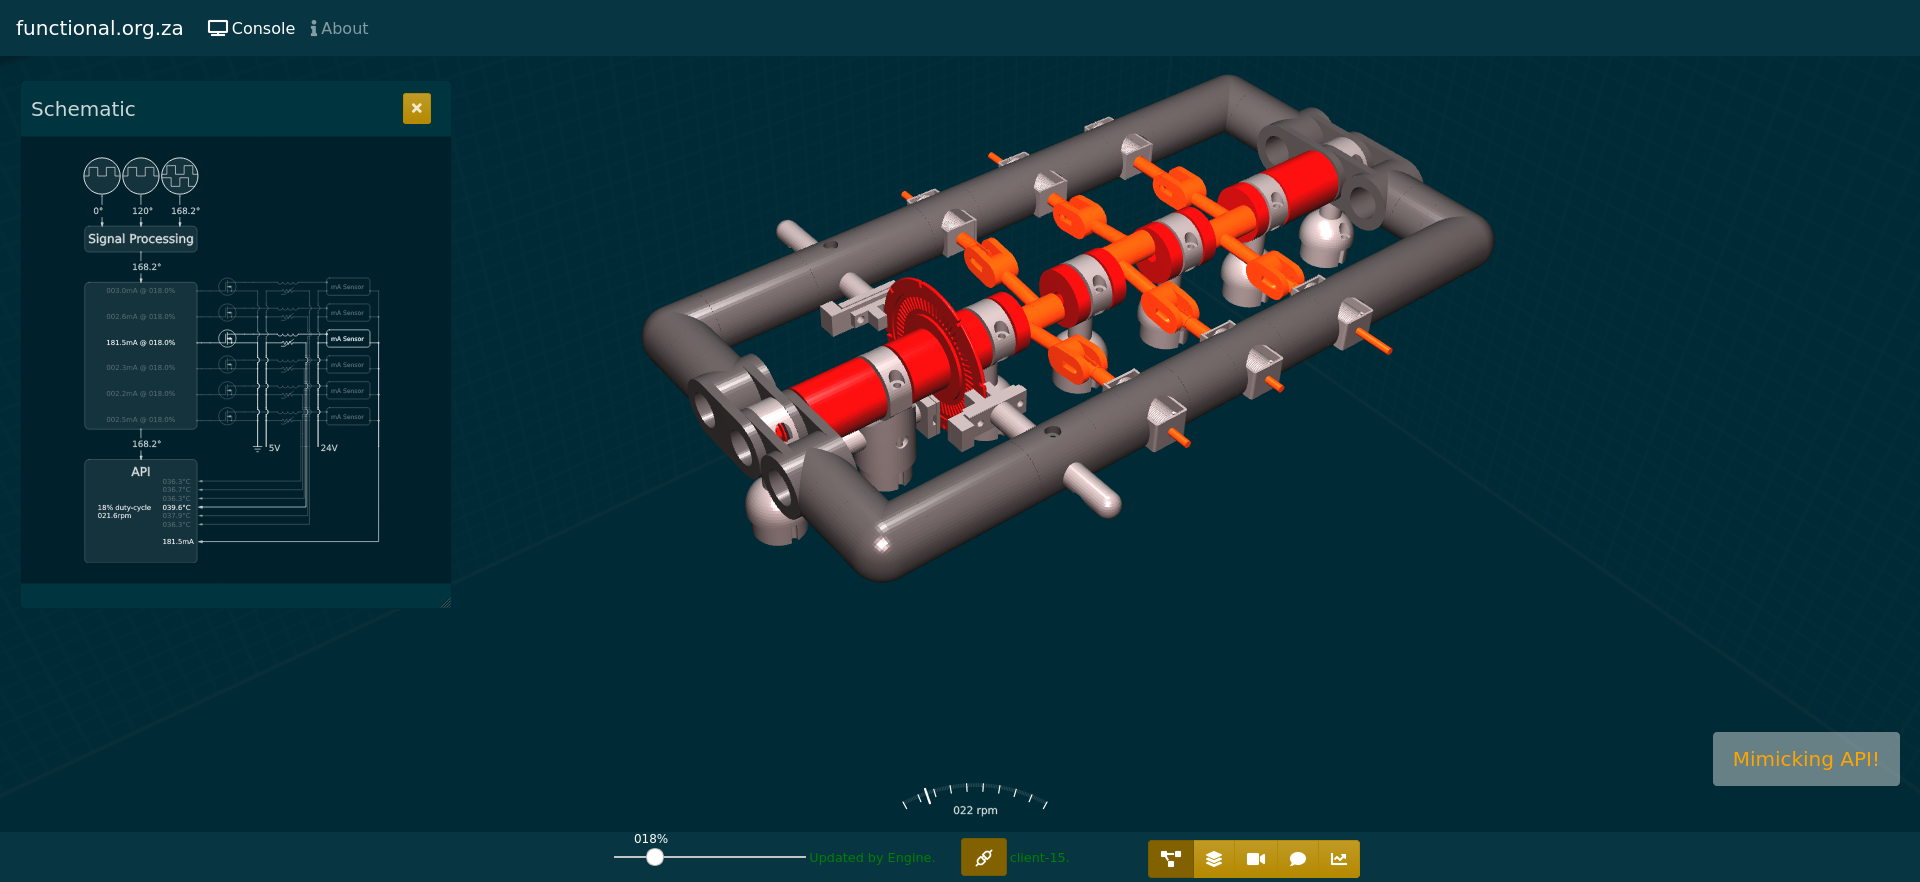 functional.org.za Console About
Schematic
0° 120° 168.2°
Signal Processing
168.2°
003.0mA @ 018.0% mA Sensor
002.6mA @ 018.0% mA Sensor
181.5mA @ 018.0% mA Sensor
002.3mA @ 018.0% mA Sensor
002.2mA @ 018.0% mA Sensor
002.5mA @ 018.0% mA Sensor
168.2° 5V 24V
API
036.3°C
036.7°C
036.3°C
18% duty-cycle 039.6°C
021.6rpm 037.9°C
036.3°C
181.5mA
Mimicking API!
022 rpm
018%
Updated by Engine. client-15.